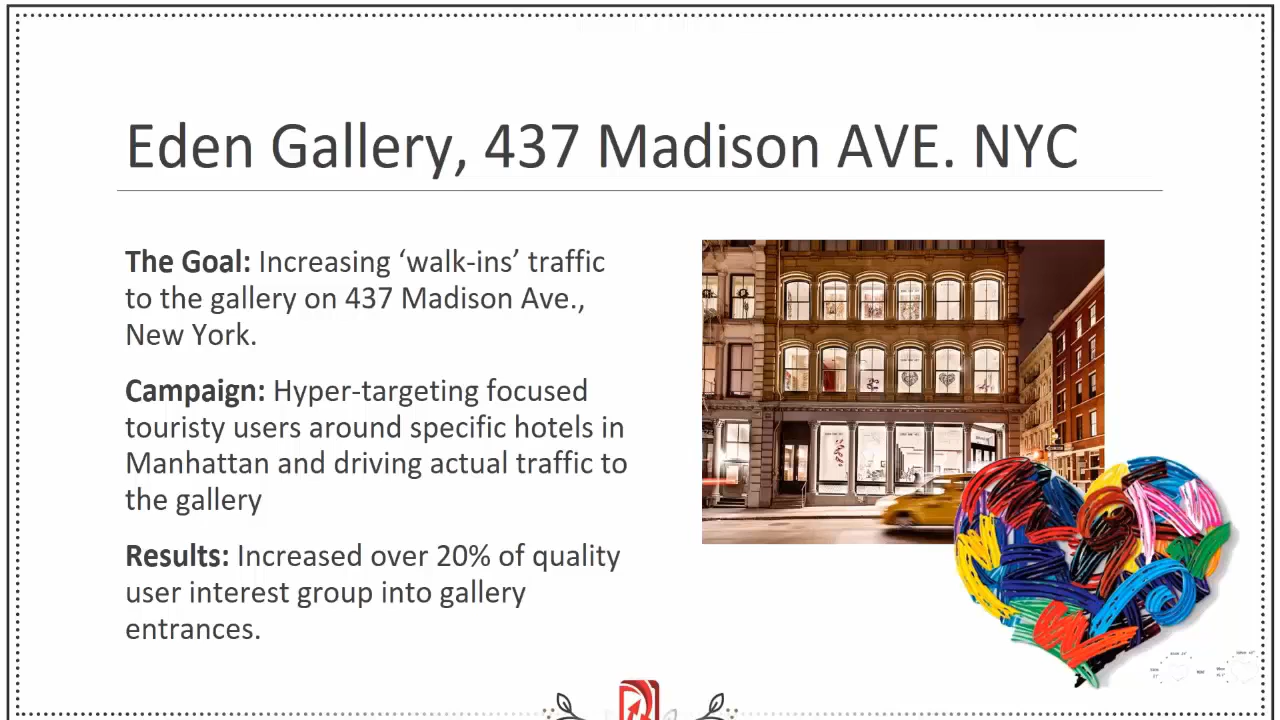 Eden Gallery, 437 Madison AVE. NYC
The Goal: Increasing ‘walk-ins’ traffic
to the gallery on 437 Madison Ave.,
New York.
Campaign: Hyper-targeting focused
touristy users around specific hotels in
Manhattan and driving actual traffic to
the gallery
Results: Increased over 20% of quality
user interest group into gallery
entrances.